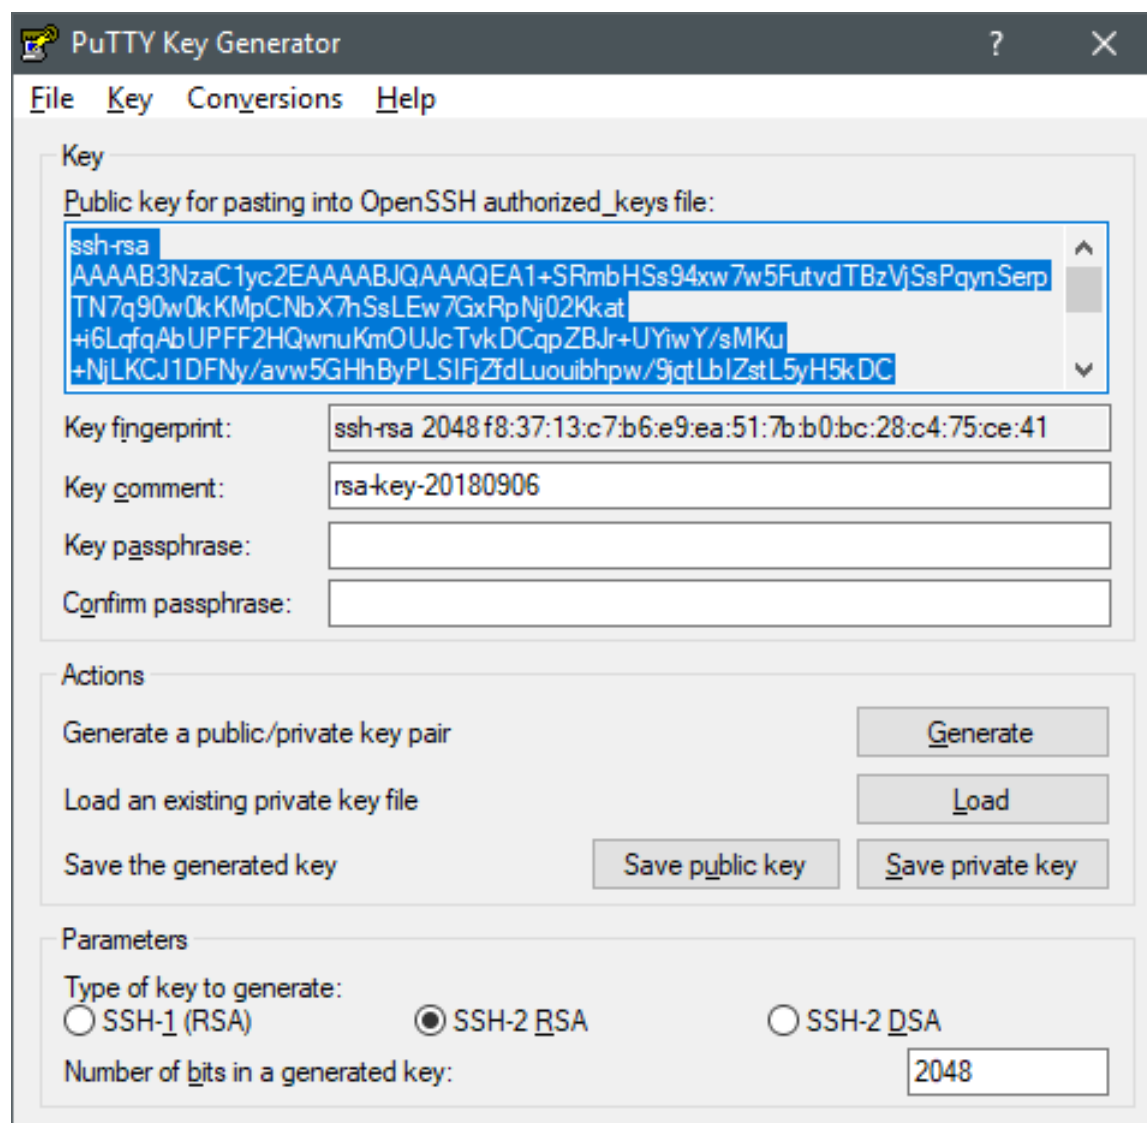 PuTTY Key Generator
File Key Conversions Help
Key
Public key for pasting into OpenSSH authorized_keys file:
ssh-rsa
AAAAB3NzaC1yc2EAAAABJQAAAQEA1+SRmbHSs94xw7w5FutvdTBzVjSsPqynSerp
TN7q90w0kKMpCNbX7hSsLEw7GxRpNj02Kkat
+i6LqfqAbUPFF2HQwnuKmOUJcTvkDCqpZBJr+UYiwY/sMKu
+NjLKCJ1DFNy/avw5GHhByPLSIFjZfdLuouibhpw/9jqtLbIZstL5yH5kDC
Key fingerprint: ssh-rsa 2048 f8:37:13:c7:b6:e9:ea:51:7b:b0:bc:28:c4:75:ce:41
Key comment: rsa-key-20180906
Key passphrase:
Confirm passphrase:
Actions
Generate a public/private key pair Generate
Load an existing private key file Load
Save the generated key Save public key Save private key
Parameters
Type of key to generate:
SSH-1 (RSA) SSH-2 RSA SSH-2 DSA
Number of bits in a generated key: 2048